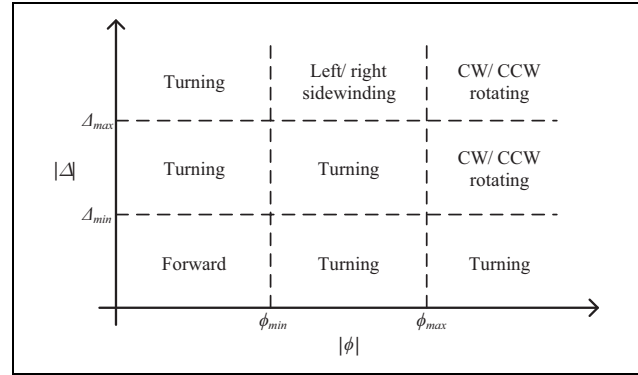 Turning
Left/ right
sidewinding
CW/ CCW
rotating
Δmax
Turning
Turning
CW/ CCW
rotating
|Δ|
Δmin
Forward
Turning
Turning
ϕmin
ϕmax
|ϕ|